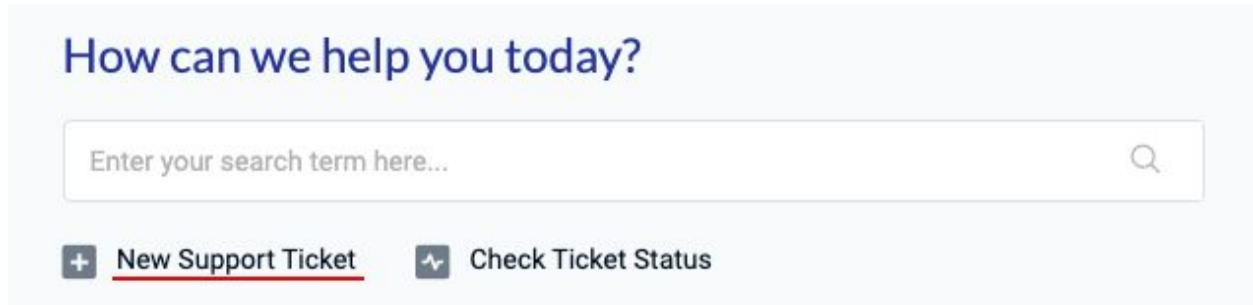 How can we help you today?
Enter your search term here...
New Support Ticket Check Ticket Status